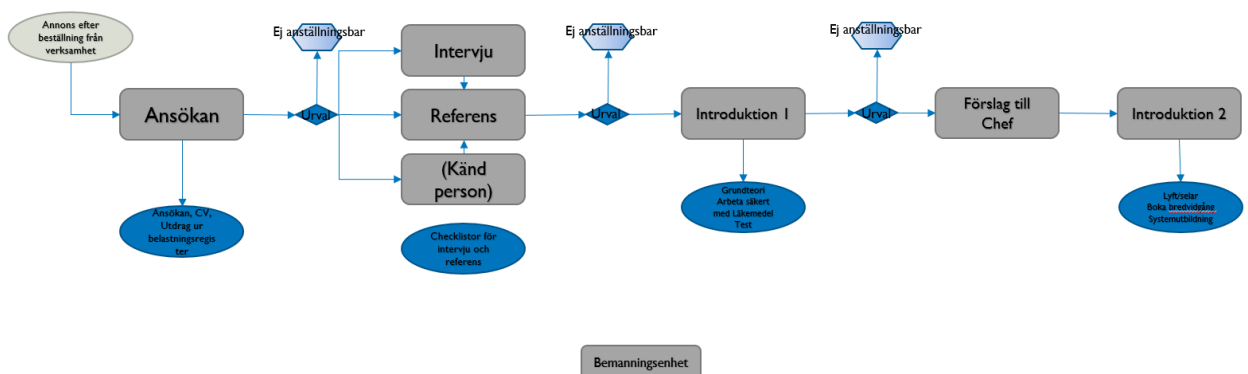 Annons efter
beställning från
verksamhet
Ansökan
Ansökan, CV,
Utdrag ur
belastningsregis
ter
Ej anställningsbar
Urval
Intervju
Referens
(Känd
person)
Checklistor för
intervju och
referens
Ej anställningsbar
Urval
Introduktion 1
Grundteori
Arbeta säkert
med Läkemedel
Test
Ej anställningsbar
Urval
Förslag till
Chef
Introduktion 2
Lyft/selar
Boka bredvidgång
Systemutbildning
Bemanningsenhet